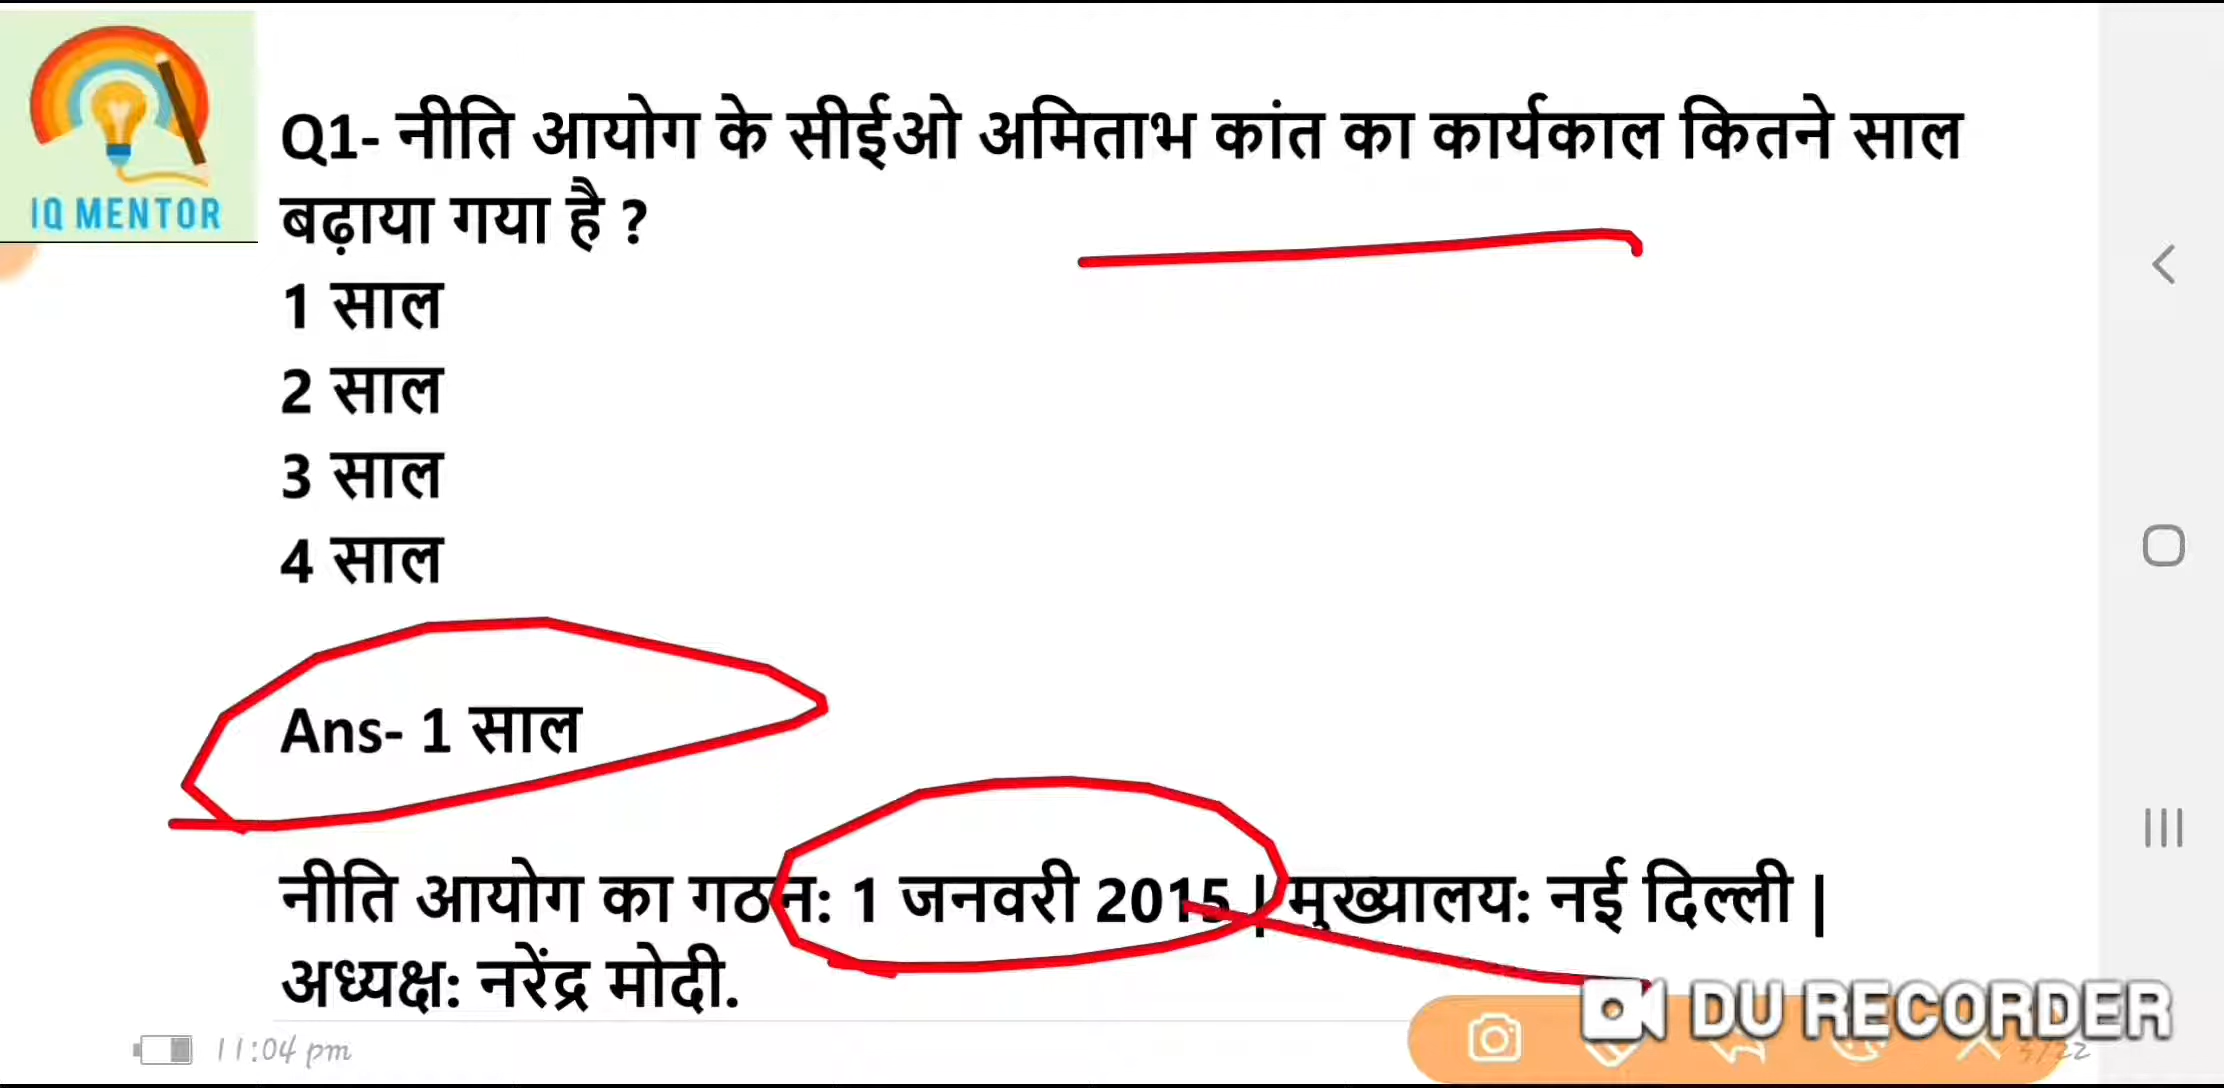 IQ MENTOR
Q1- नीति आयोग के सीईओ अमिताभ कांत का कार्यकाल कितने साल
बढ़ाया गया है ?
1 साल
2 साल
3 साल
4 साल
Ans- 1 साल
नीति आयोग का गठन: 1 जनवरी 2015 | मुख्यालय: नई दिल्ली |
अध्यक्ष: नरेंद्र मोदी.
DU RECORDER
11:04 pm